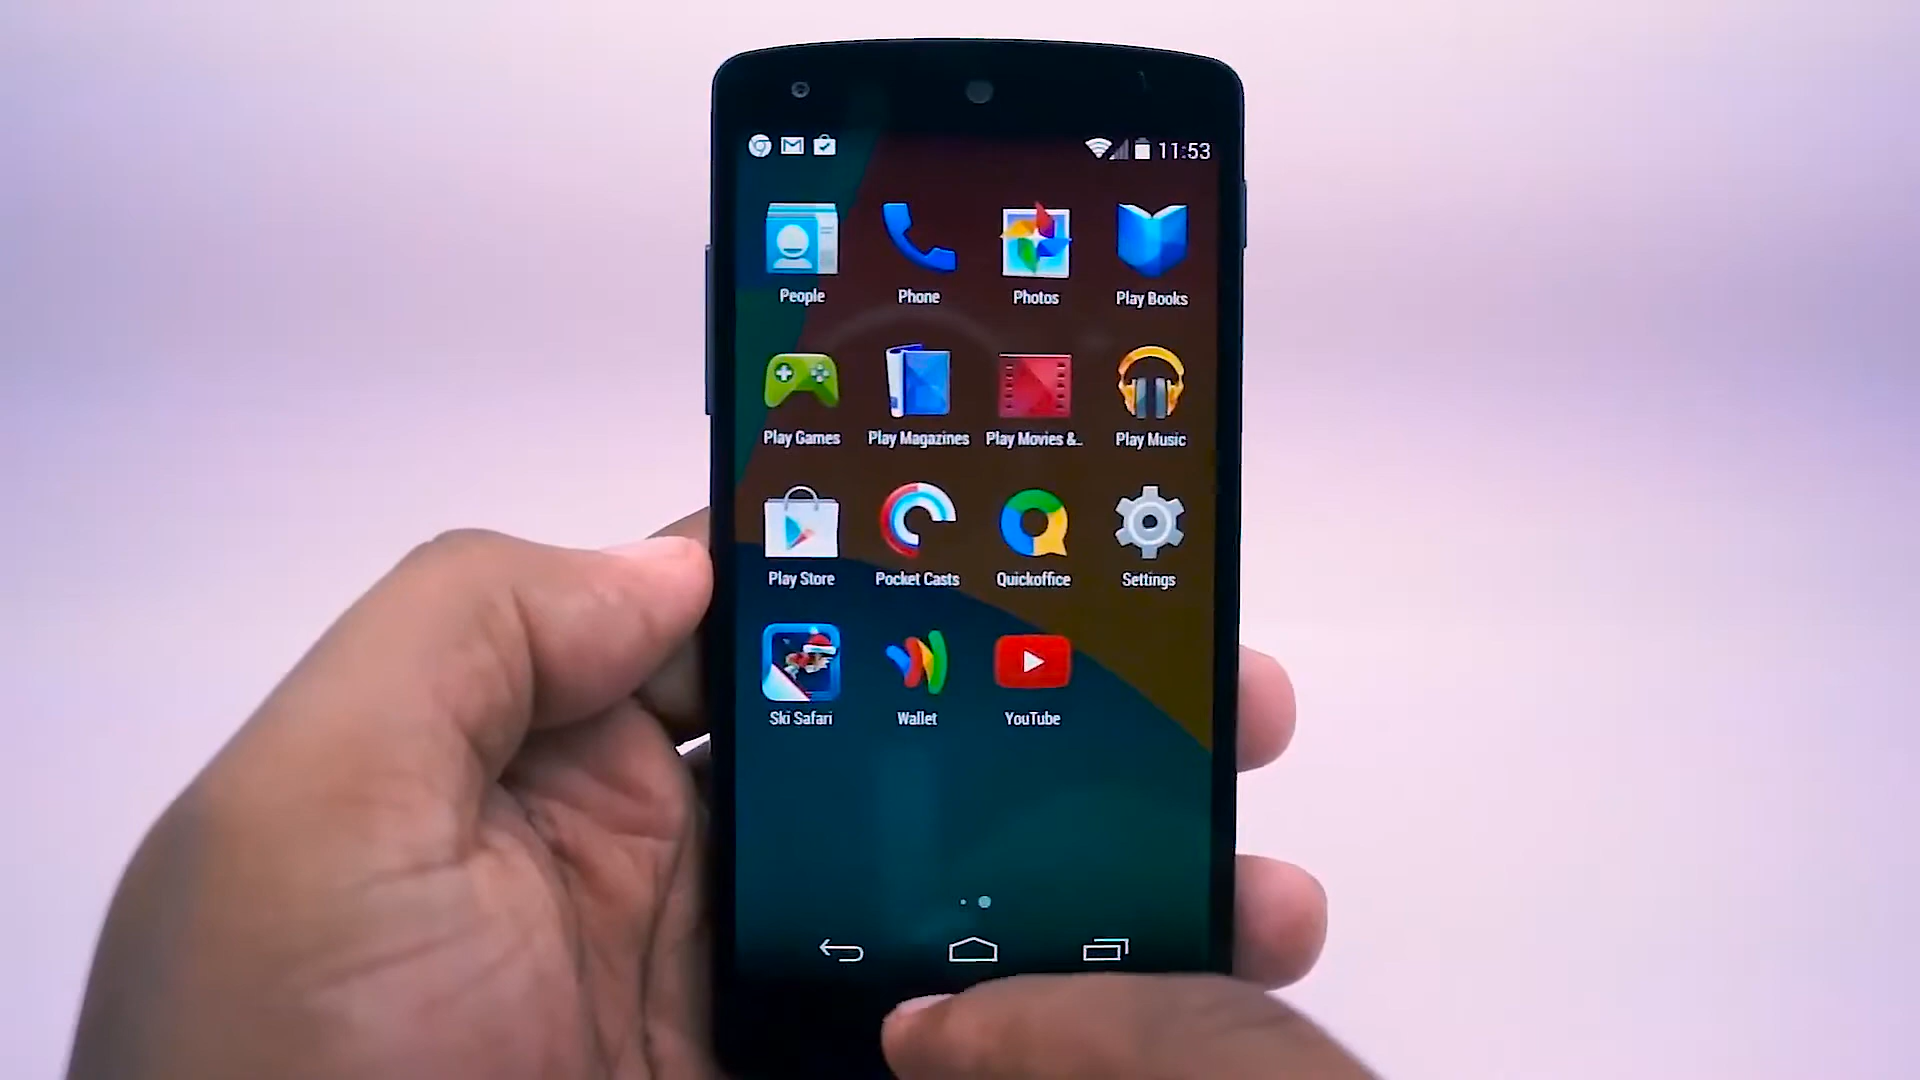 11:53
People
Phone
Photos
Play Books
Play Games
Play Magazines
Play Movies &..
Play Music
Play Store
Pocket Casts
Quickoffice
Settings
Ski Safari
Wallet
YouTube